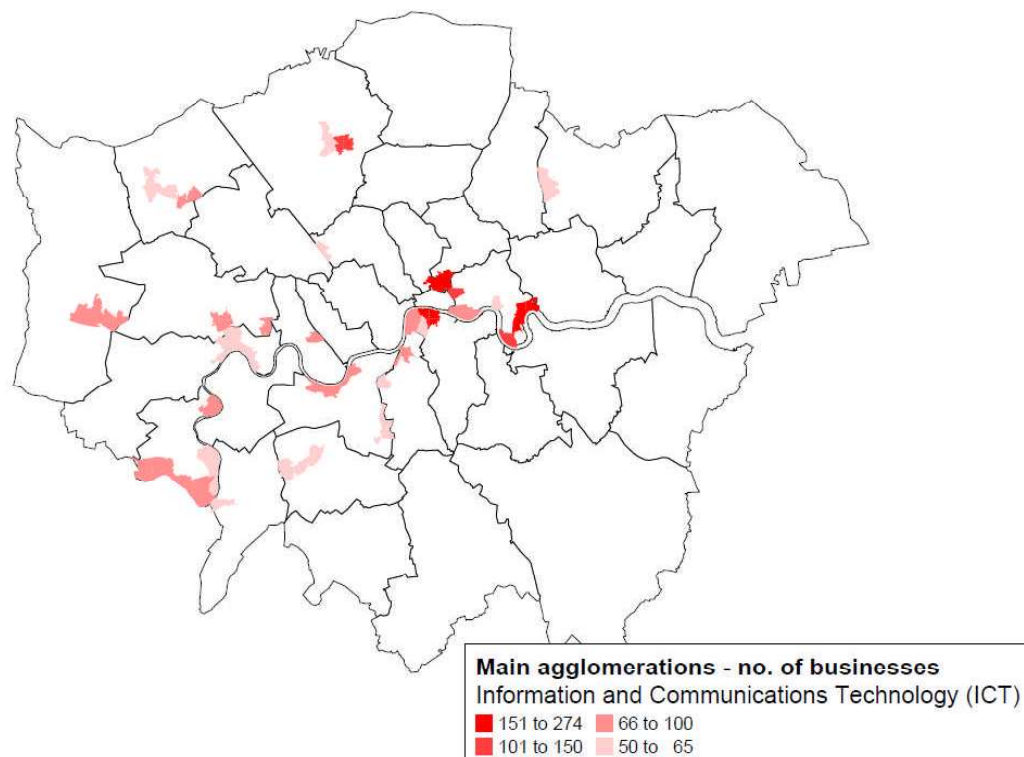 Main agglomerations - no. of businesses
Information and Communications Technology (ICT)
151 to 274 66 to 100
101 to 150 50 to 65